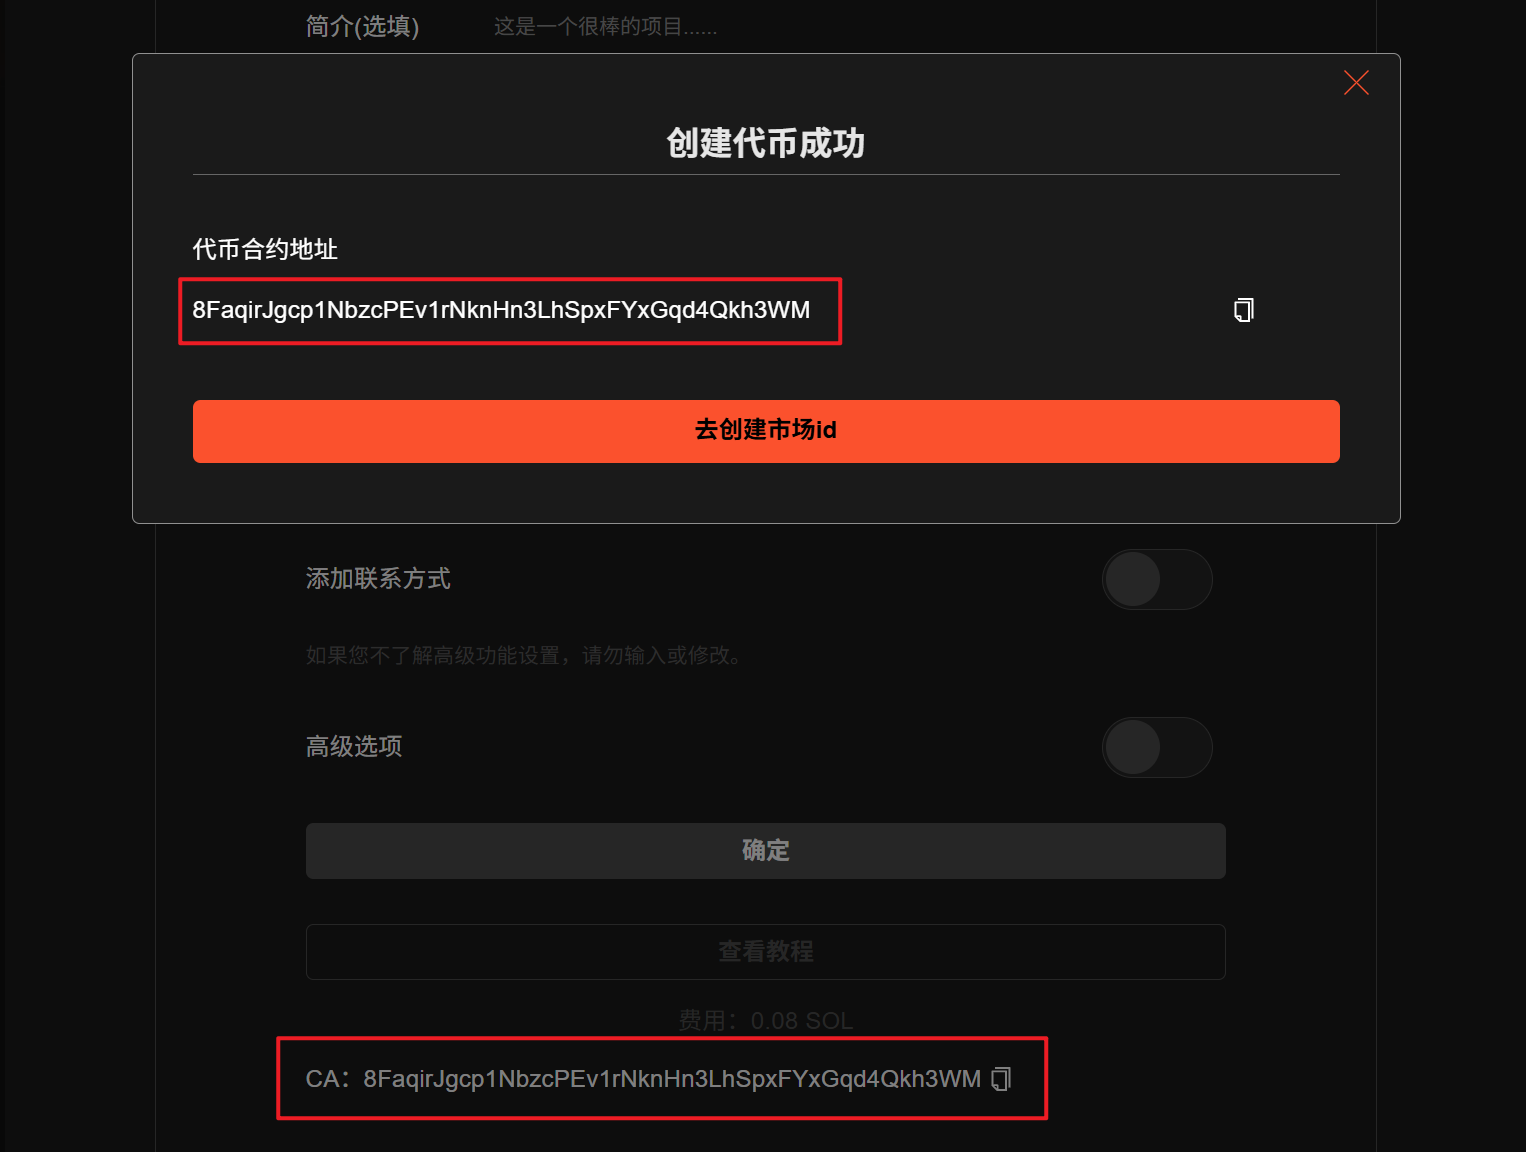 简介(选填) 这是一个很棒的项目......
创建代币成功
代币合约地址
8FaqirJgcp1NbzcPEv1rNknHn3LhSpxFYxGqd4Qkh3WM
去创建市场id
添加联系方式
如果您不了解高级功能设置，请勿输入或修改。
高级选项
确定
查看教程
费用：0.08 SOL
CA：8FaqirJgcp1NbzcPEv1rNknHn3LhSpxFYxGqd4Qkh3WM